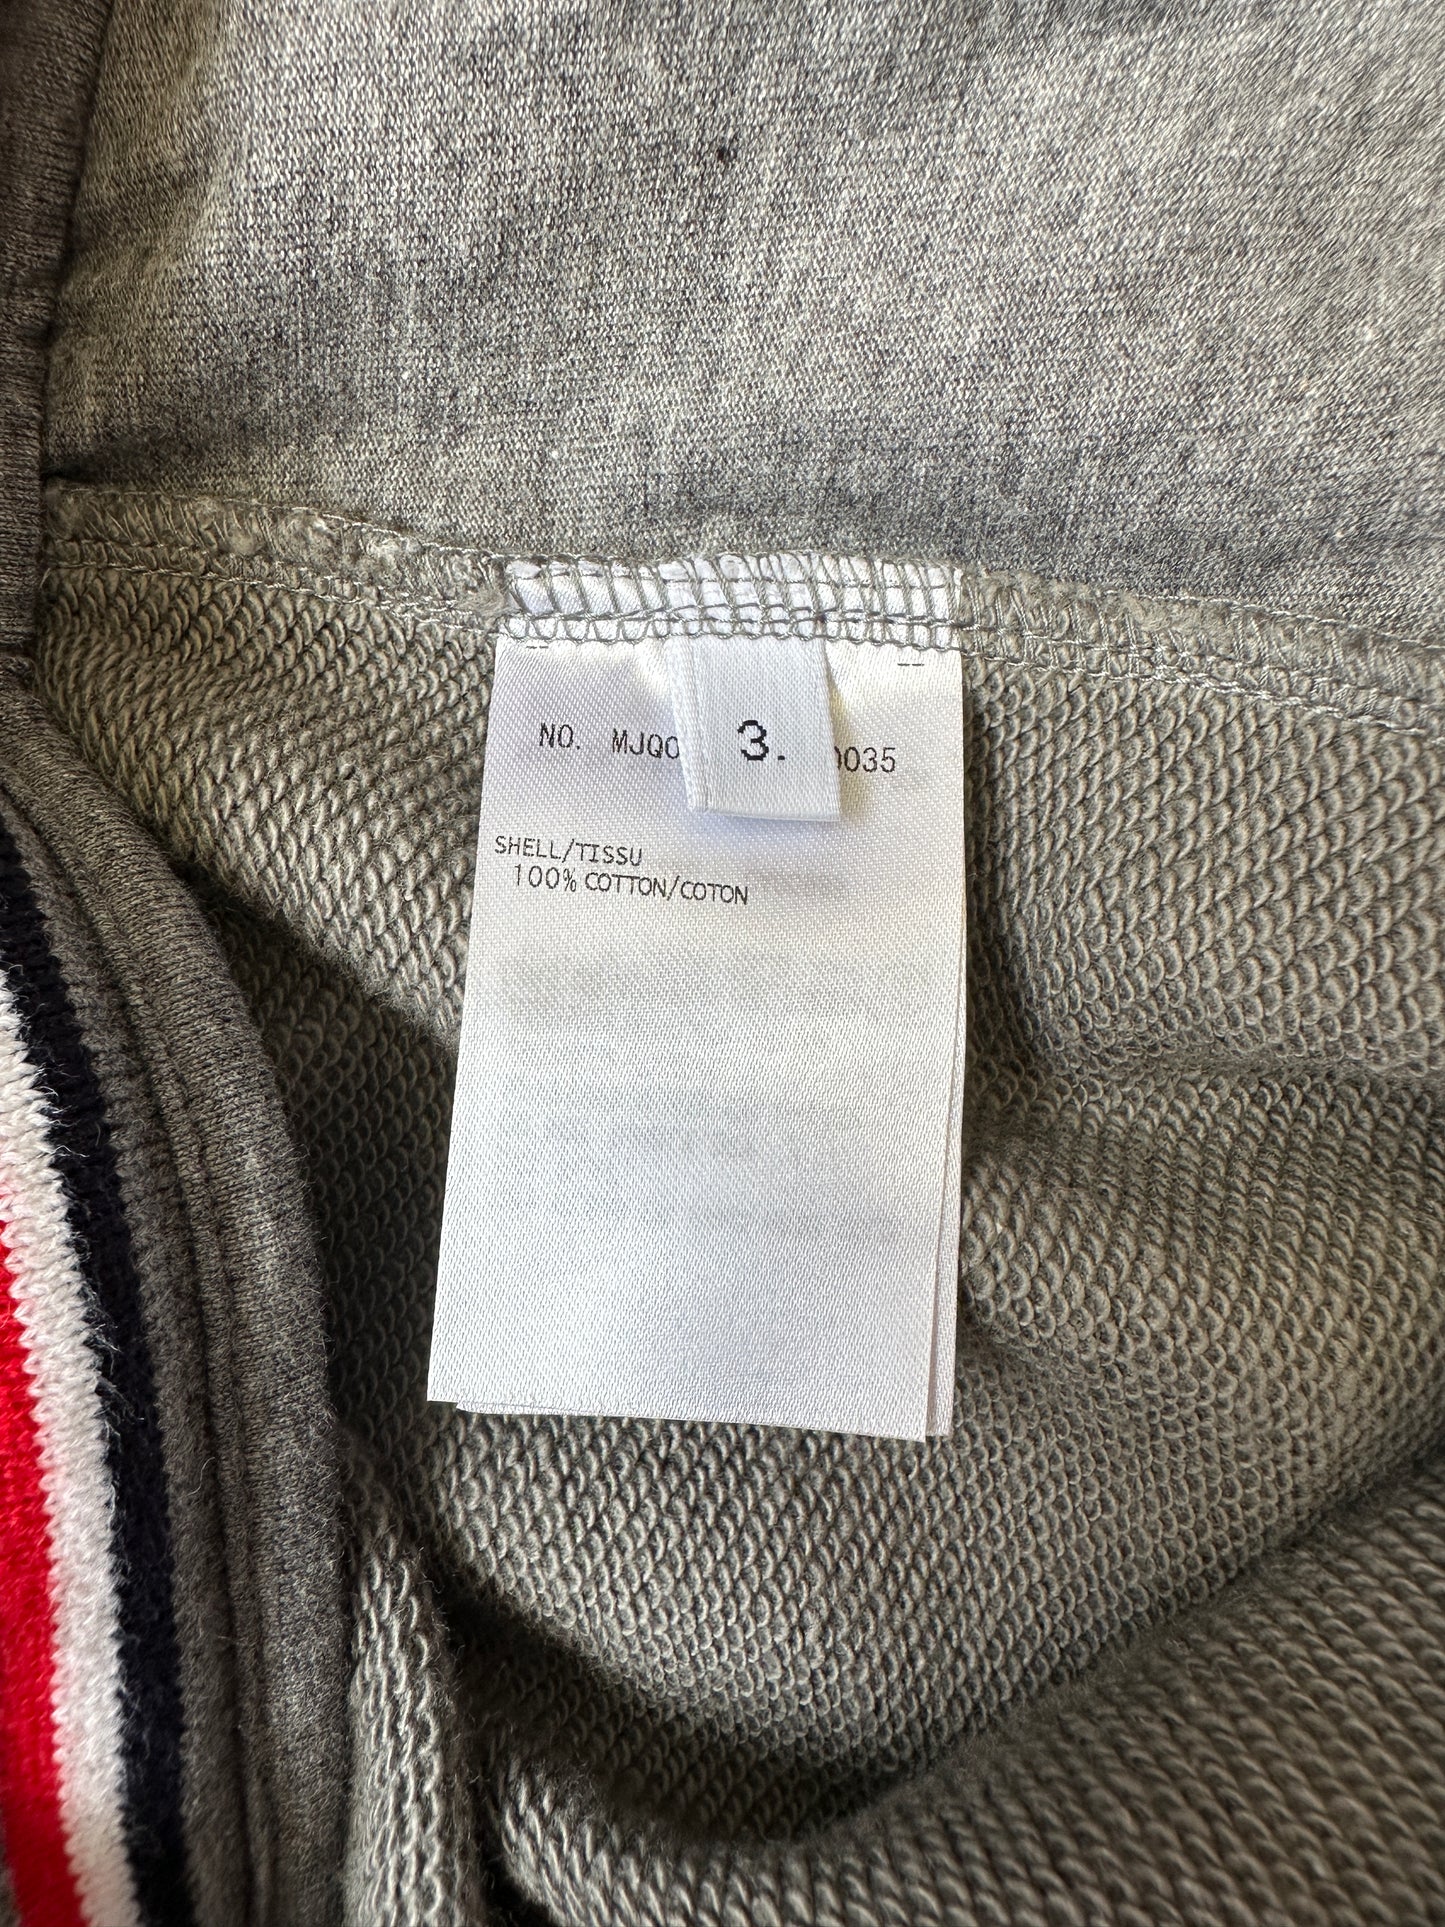 NO. MJQ0 3. 0035
SHELL/TISSU
100% COTTON/COTON